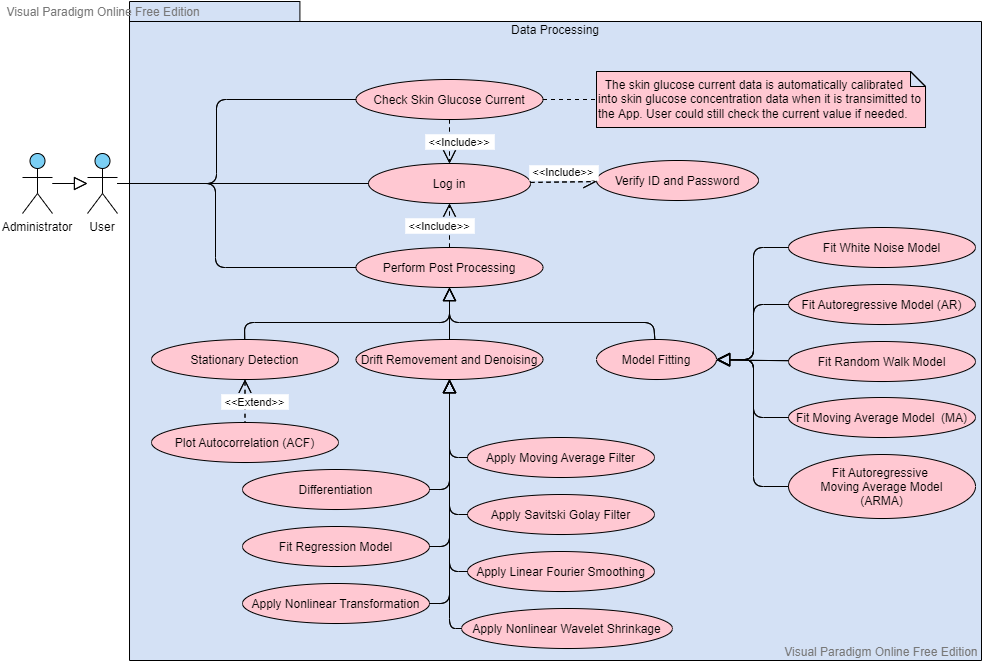 Visual Paradigm Online Free Edition
Data Processing
Check Skin Glucose Current
The skin glucose current data is automatically calibrated
into skin glucose concentration data when it is transimitted to
the App. User could still check the current value if needed.
<<Include>>
Administrator
User
Log in
<<Include>>
Verify ID and Password
<<Include>>
Perform Post Processing
Fit White Noise Model
Fit Autoregressive Model (AR)
Stationary Detection
Drift Removement and Denoising
Model Fitting
Fit Random Walk Model
<<Extend>>
Fit Moving Average Model (MA)
Plot Autocorrelation (ACF)
Apply Moving Average Filter
Fit Autoregressive
Moving Average Model
(ARMA)
Differentiation
Apply Savitski Golay Filter
Fit Regression Model
Apply Linear Fourier Smoothing
Apply Nonlinear Transformation
Apply Nonlinear Wavelet Shrinkage
Visual Paradigm Online Free Edition